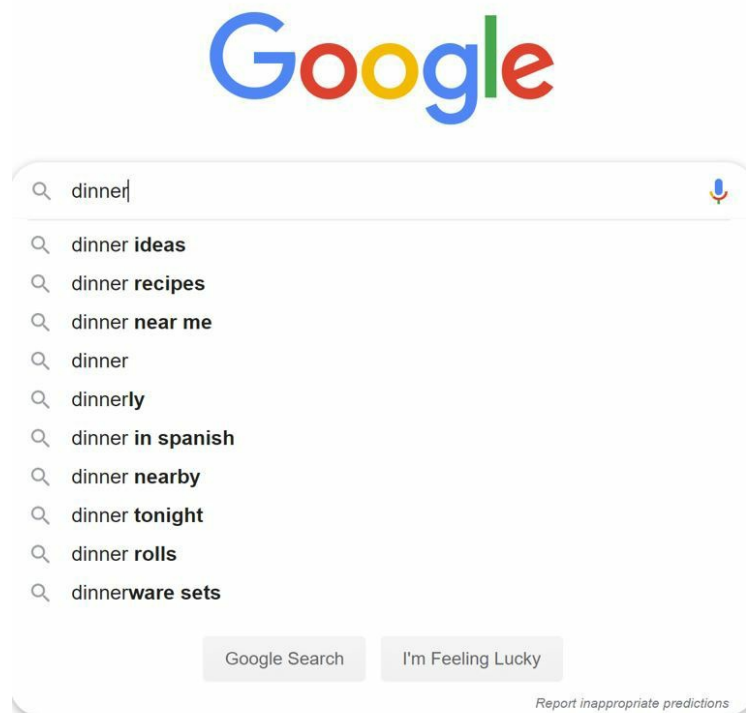 Google
dinner
dinner ideas
dinner recipes
dinner near me
dinner
dinnerly
dinner in spanish
dinner nearby
dinner tonight
dinner rolls
dinnerware sets
Google Search I'm Feeling Lucky
Report inappropriate predictions